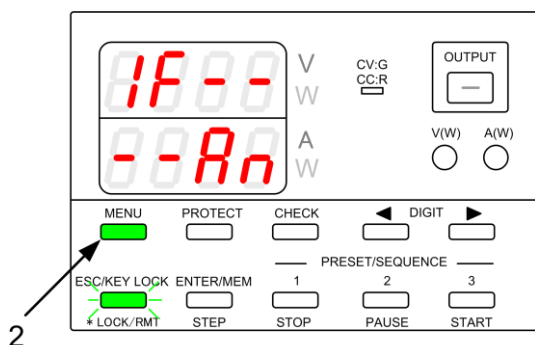 1F-- V
W
CV:G
CC:R
OUTPUT
--An A
W
V(W) A(W)
MENU PROTECT CHECK ◄ DIGIT ►
PRESET/SEQUENCE
ESC/KEY LOCK ENTER/MEM 1 2 3
* LOCK/RMT STEP STOP PAUSE START
2